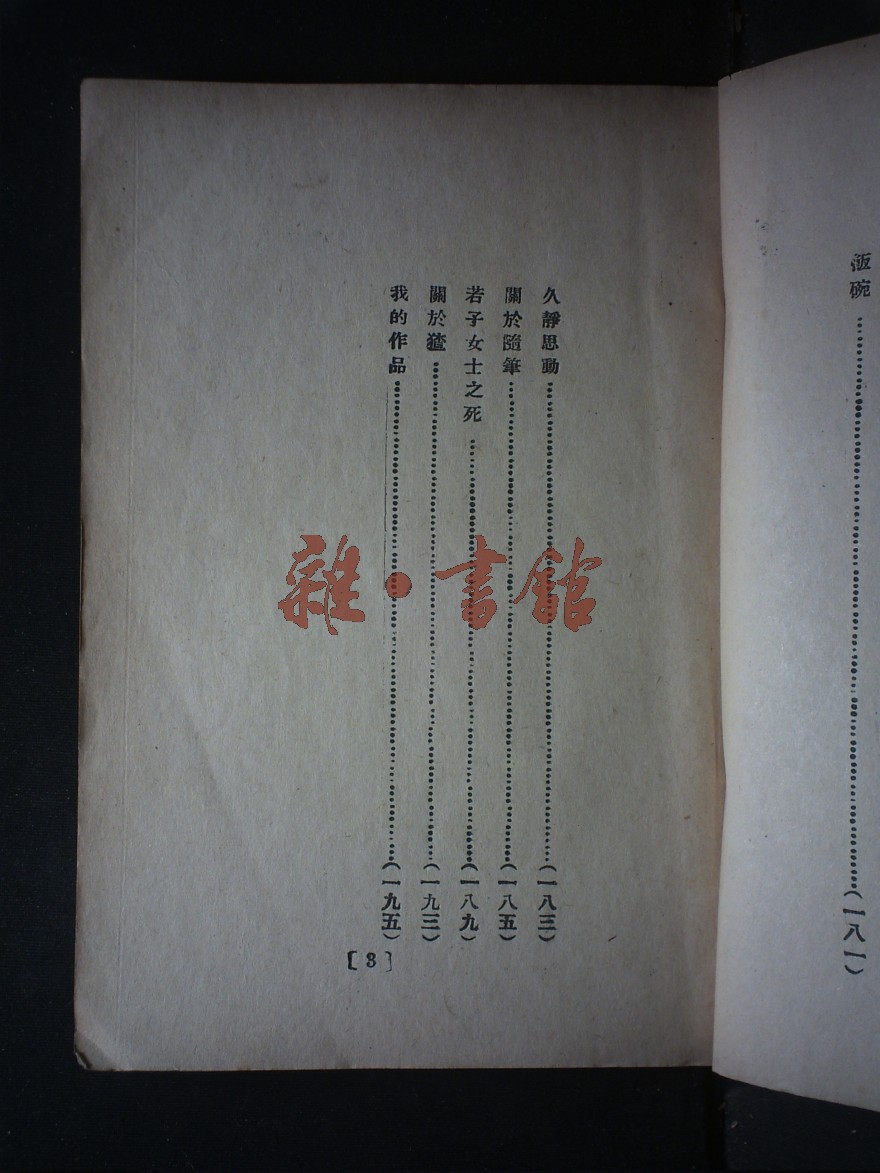 飯碗……(一八一)
久靜思動……(一八三)
關於隨筆……(一八五)
若子女士之死……(一八九)
關於……(一九三)
我的作品……(一九五)
[3]
雜·書館